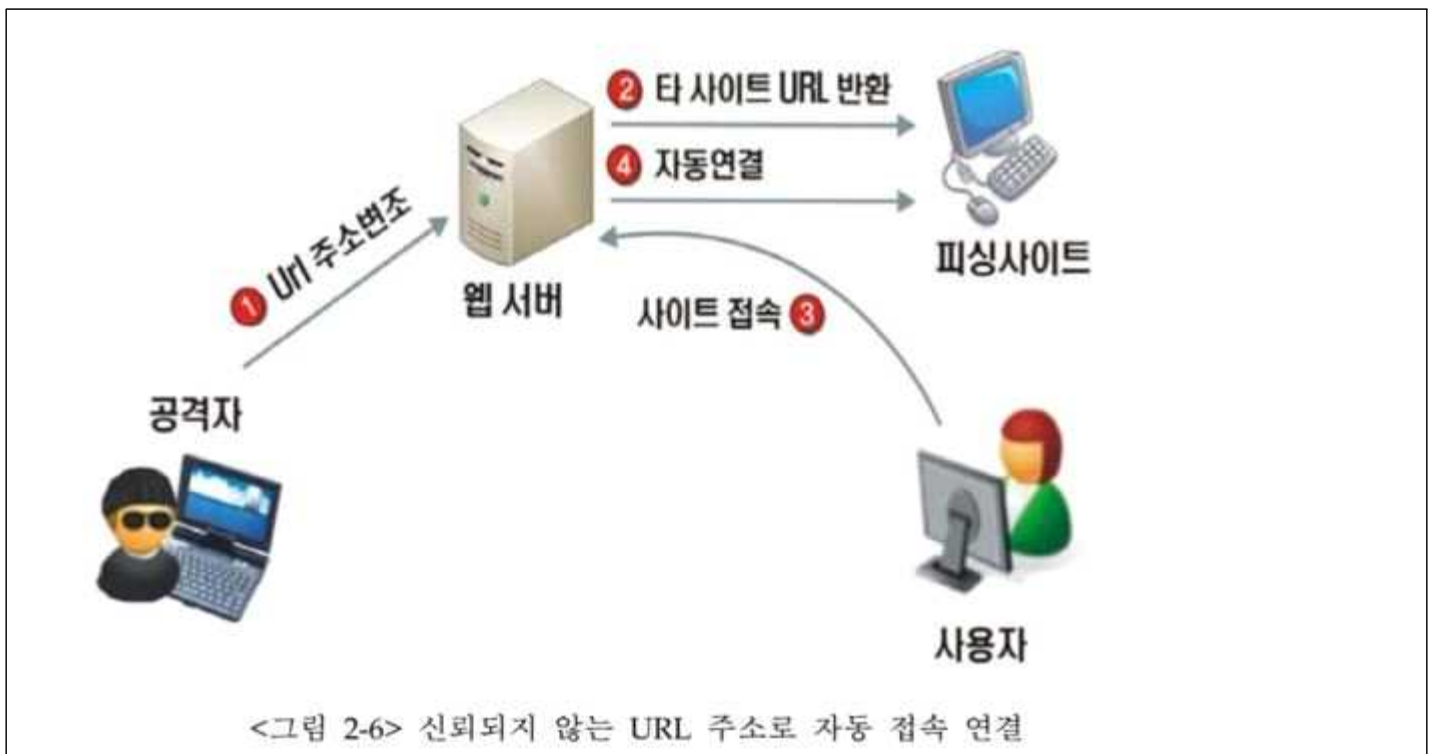 ② 타 사이트 URL 반환
④ 자동연결
① Url 주소변조
피싱사이트
웹 서버
사이트 접속 ③
공격자
사용자
<그림 2-6> 신뢰되지 않는 URL 주소로 자동 접속 연결